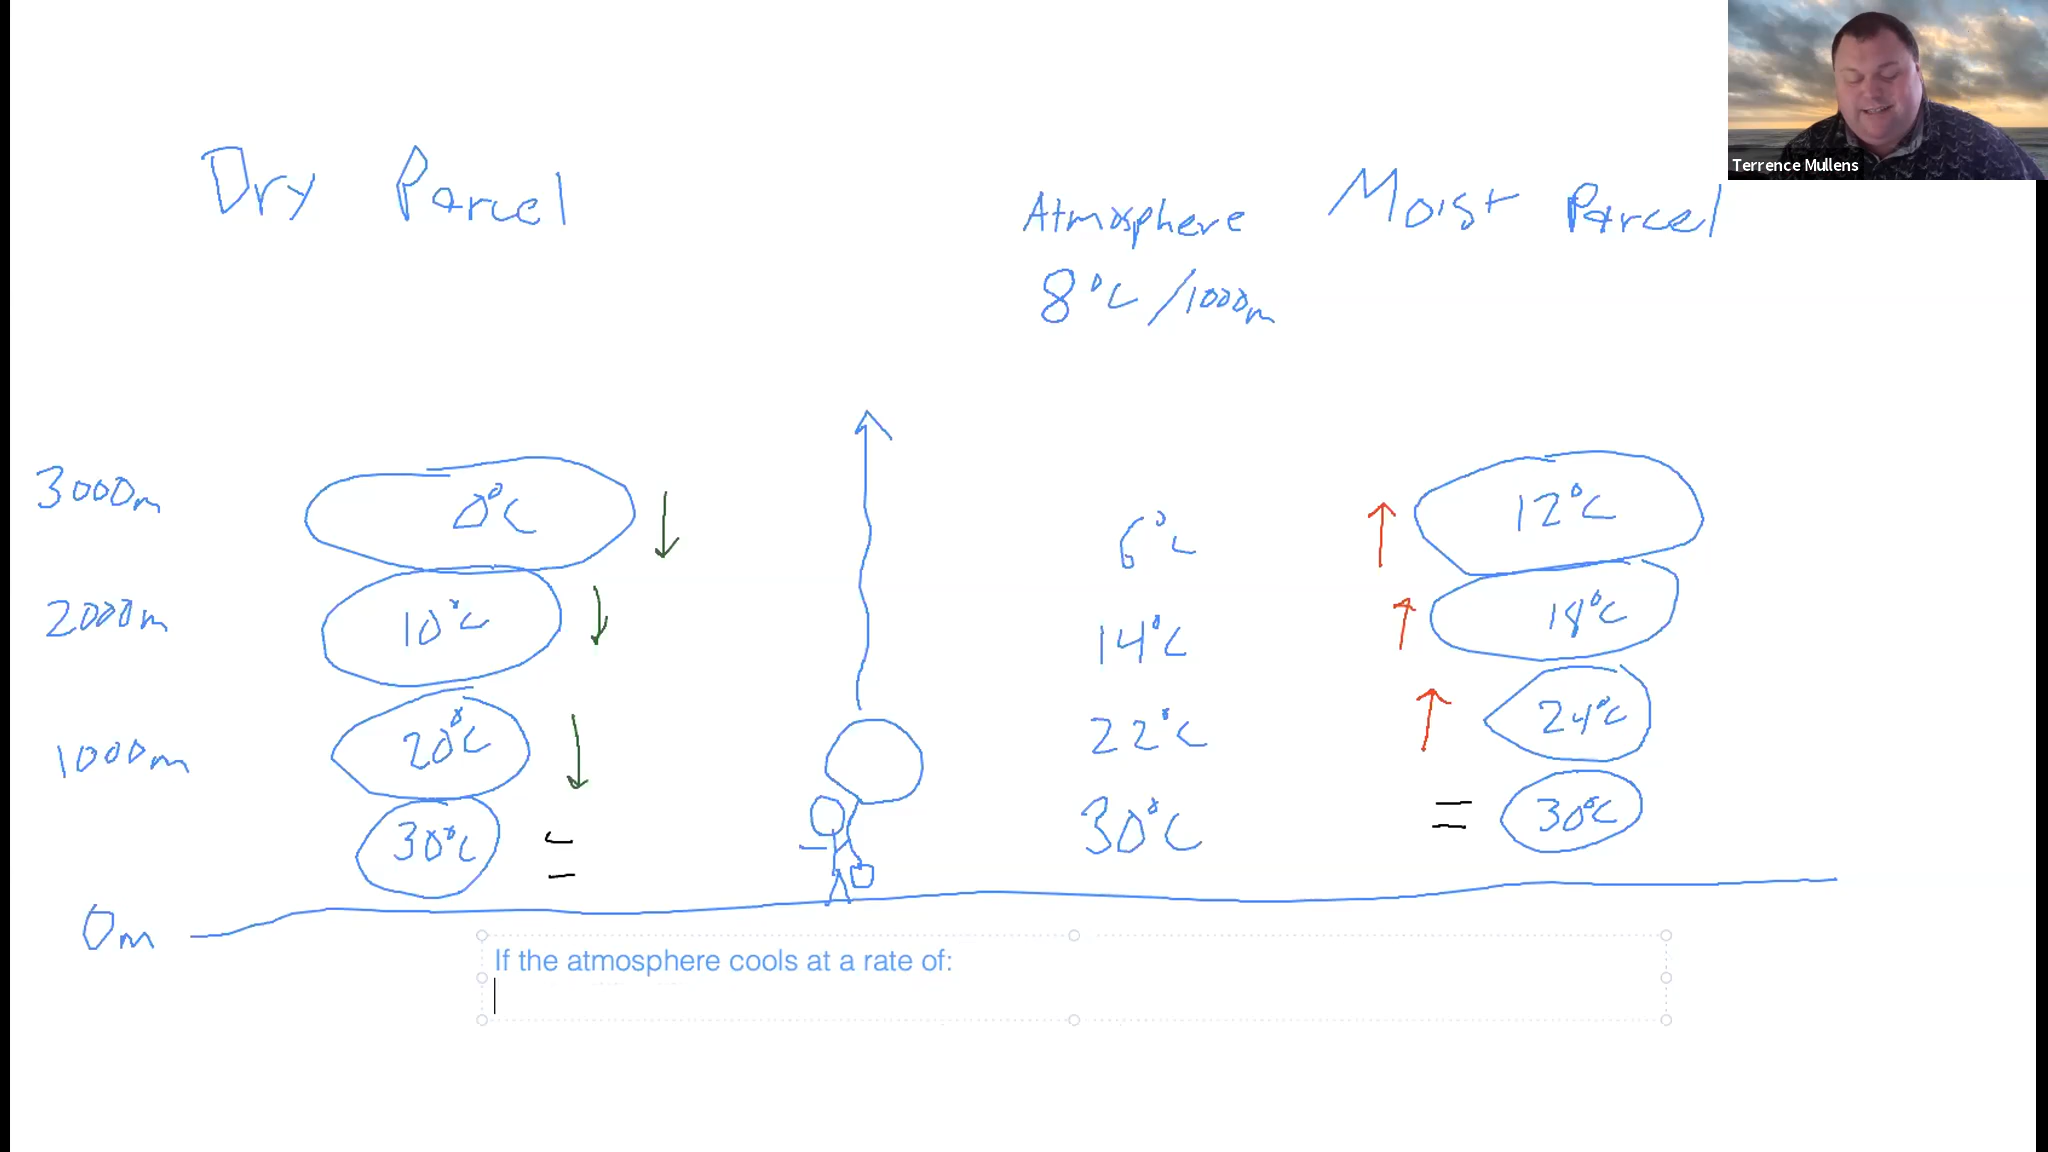 Terrence Mullens
Dry Parcel
Atmosphere
Moist Parcel
8°C /1000m
3000m
0°C
6°C
12°C
2000m
10°C
14°C
18°C
1000m
20°C
22°C
24°C
30°C
=
30°C
=
30°C
0m
If the atmosphere cools at a rate of: